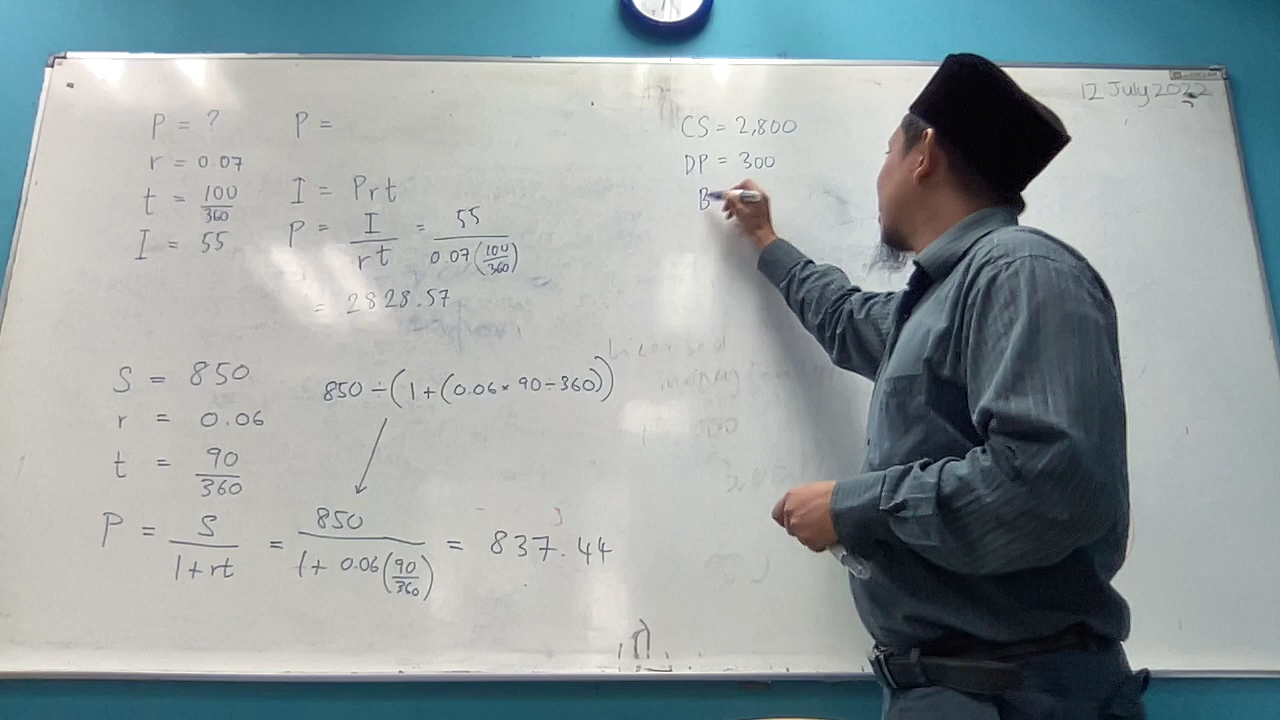 12 July 2022
P = ?
r = 0.07
t = 100/360
I = 55
P =
I = Prt
P = I/rt = 55/0.07(100/360)
= 2828.57
S = 850
r = 0.06
t = 90/360
850 ÷ (1 + (0.06 × 90 ÷ 360))
P = S/1+rt = 850/1 + 0.06(90/360) = 837.44
CS = 2,800
DP = 300
B